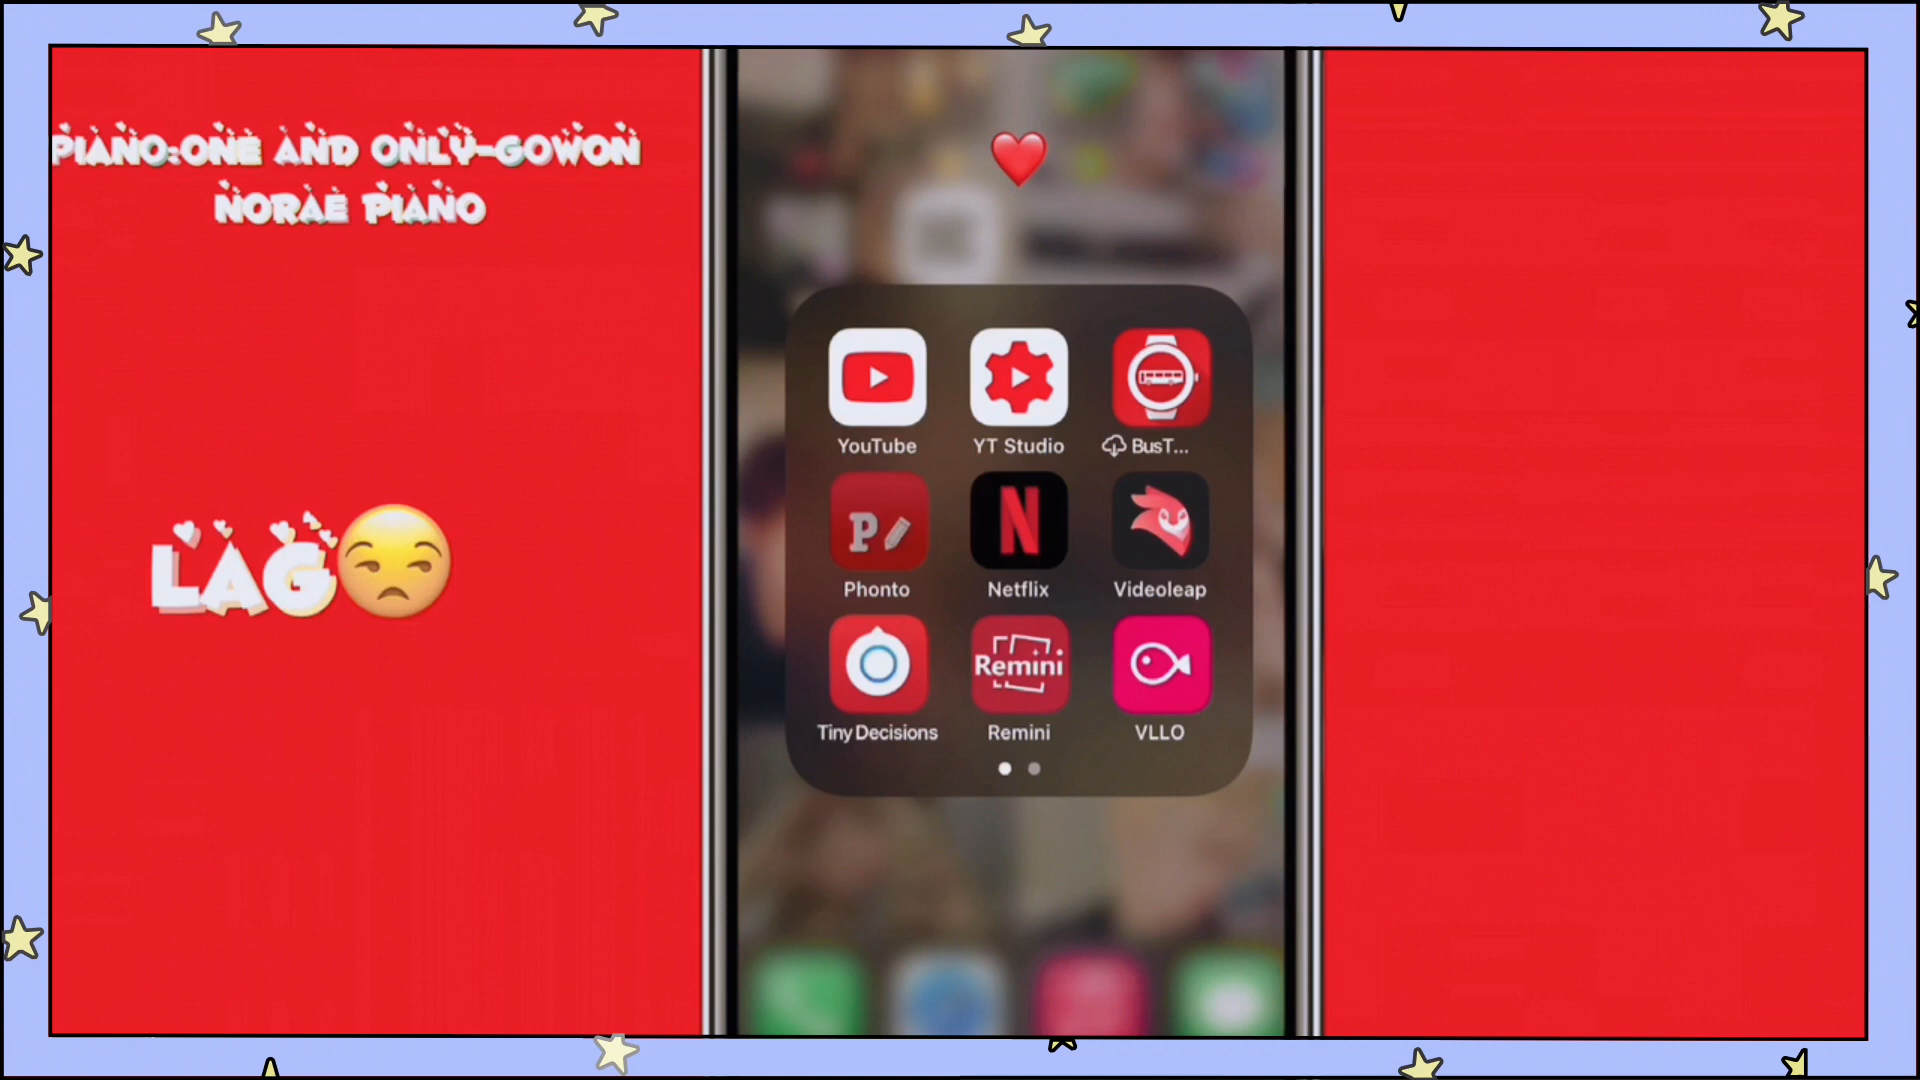 PIANO:ONE AND ONLY-GOWON
NORAE PIANO
LAG
YouTube
YT Studio
BusT...
P
Phonto
N
Netflix
Videoleap
Tiny Decisions
Remini
Remini
VLLO